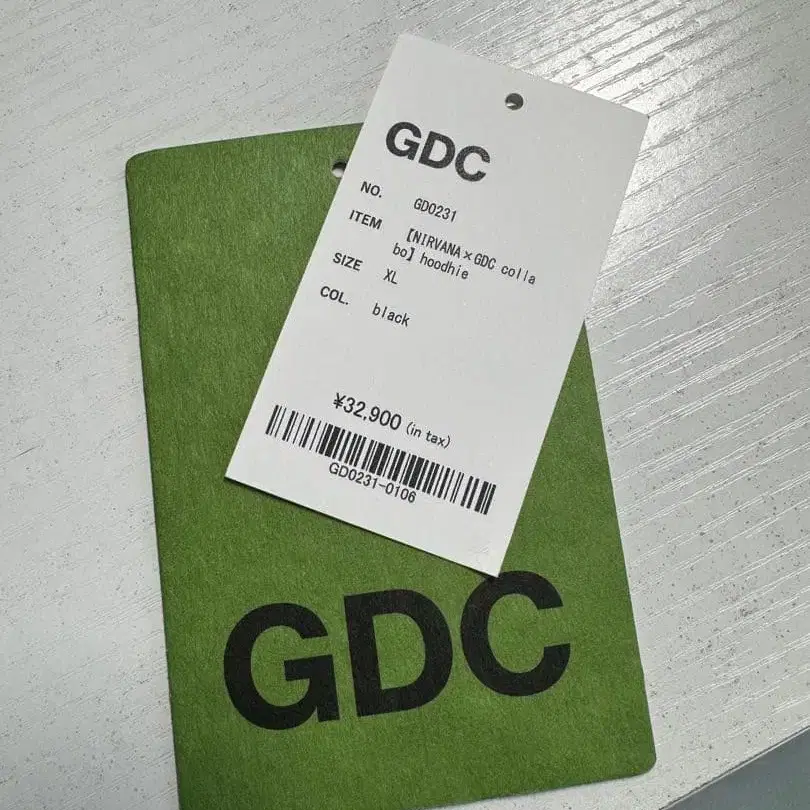 GDC
NO. GD0231
ITEM 【NIRVANA×GDC colla
bo】hoodhie
SIZE XL
COL. black
¥32,900 (in tax)
GD0231-0106
GDC